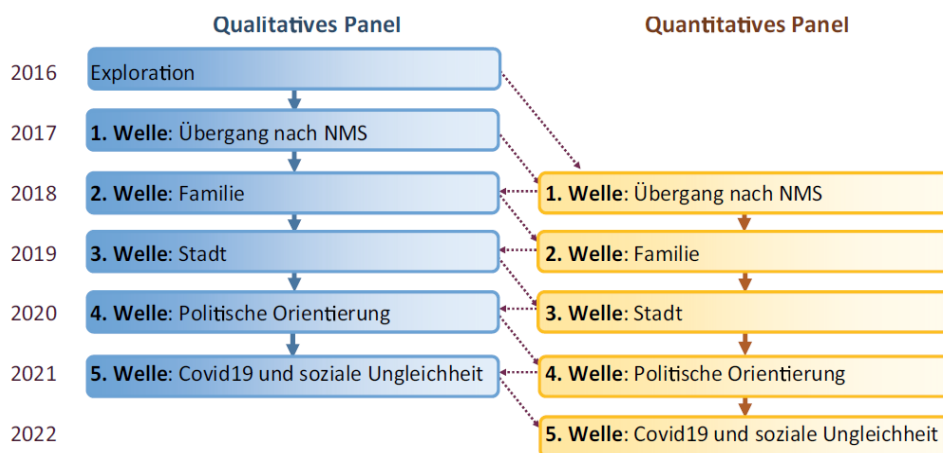 Qualitatives Panel Quantitatives Panel
2016 Exploration
2017 1. Welle: Übergang nach NMS
2018 2. Welle: Familie 1. Welle: Übergang nach NMS
2019 3. Welle: Stadt 2. Welle: Familie
2020 4. Welle: Politische Orientierung 3. Welle: Stadt
2021 5. Welle: Covid19 und soziale Ungleichheit 4. Welle: Politische Orientierung
2022 5. Welle: Covid19 und soziale Ungleichheit